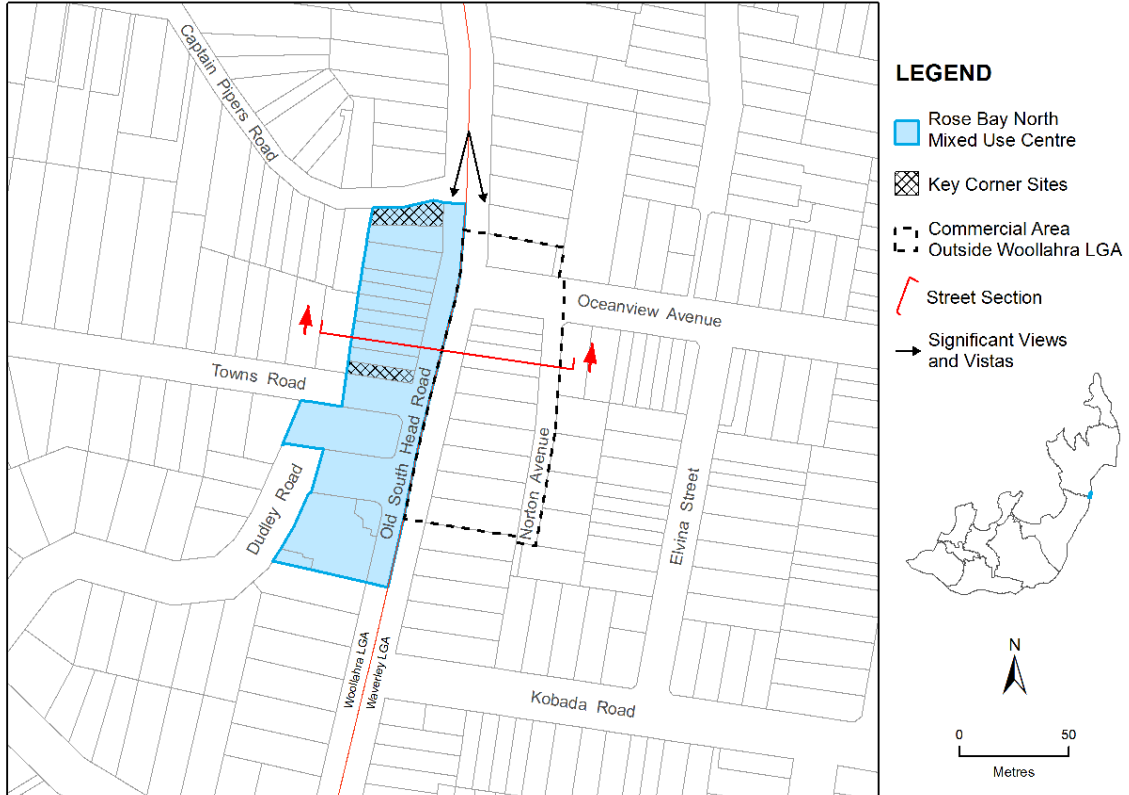 Captain Pipers Road
Oceanview Avenue
Towns Road
Old South Head Road
Norton Avenue
Elvina Street
Dudley Road
Woollahra LGA
Waverley LGA
Kobada Road
LEGEND
Rose Bay North
Mixed Use Centre
Key Corner Sites
Commercial Area
Outside Woollahra LGA
Street Section
Significant Views
and Vistas
N
0 50
Metres